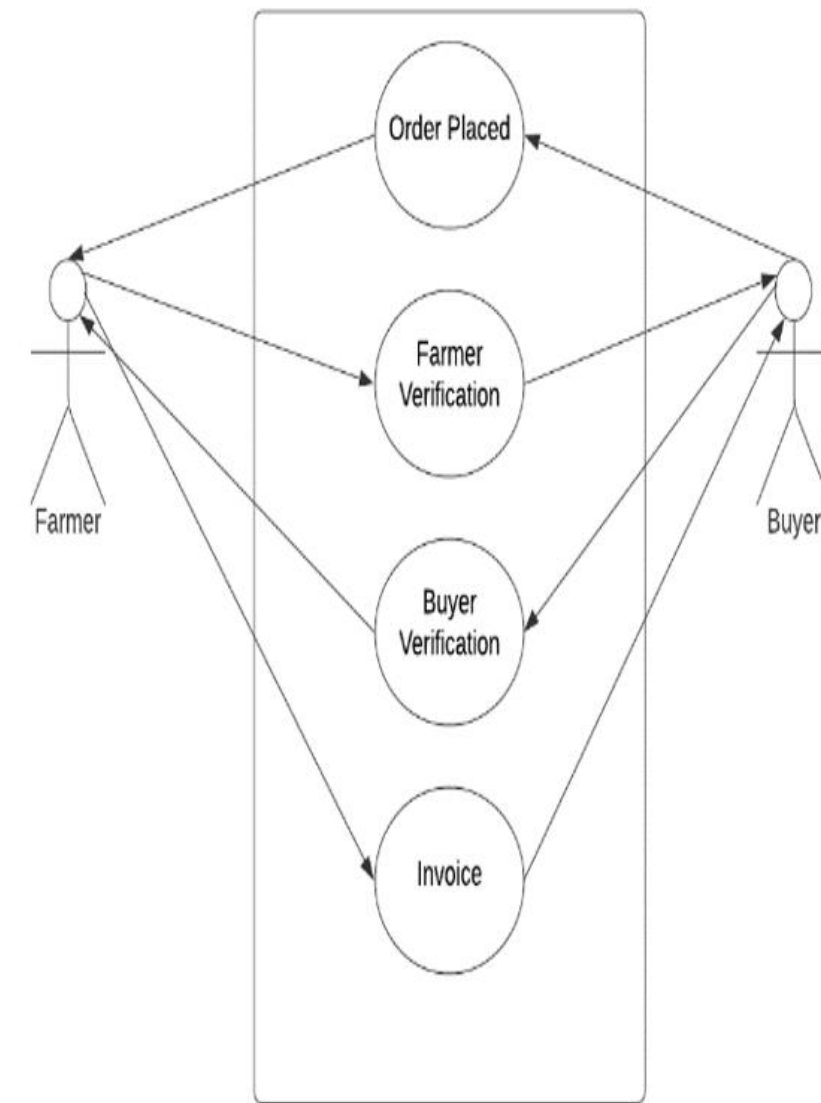 Order Placed
Farmer
Verification
Farmer
Buyer
Buyer
Verification
Invoice